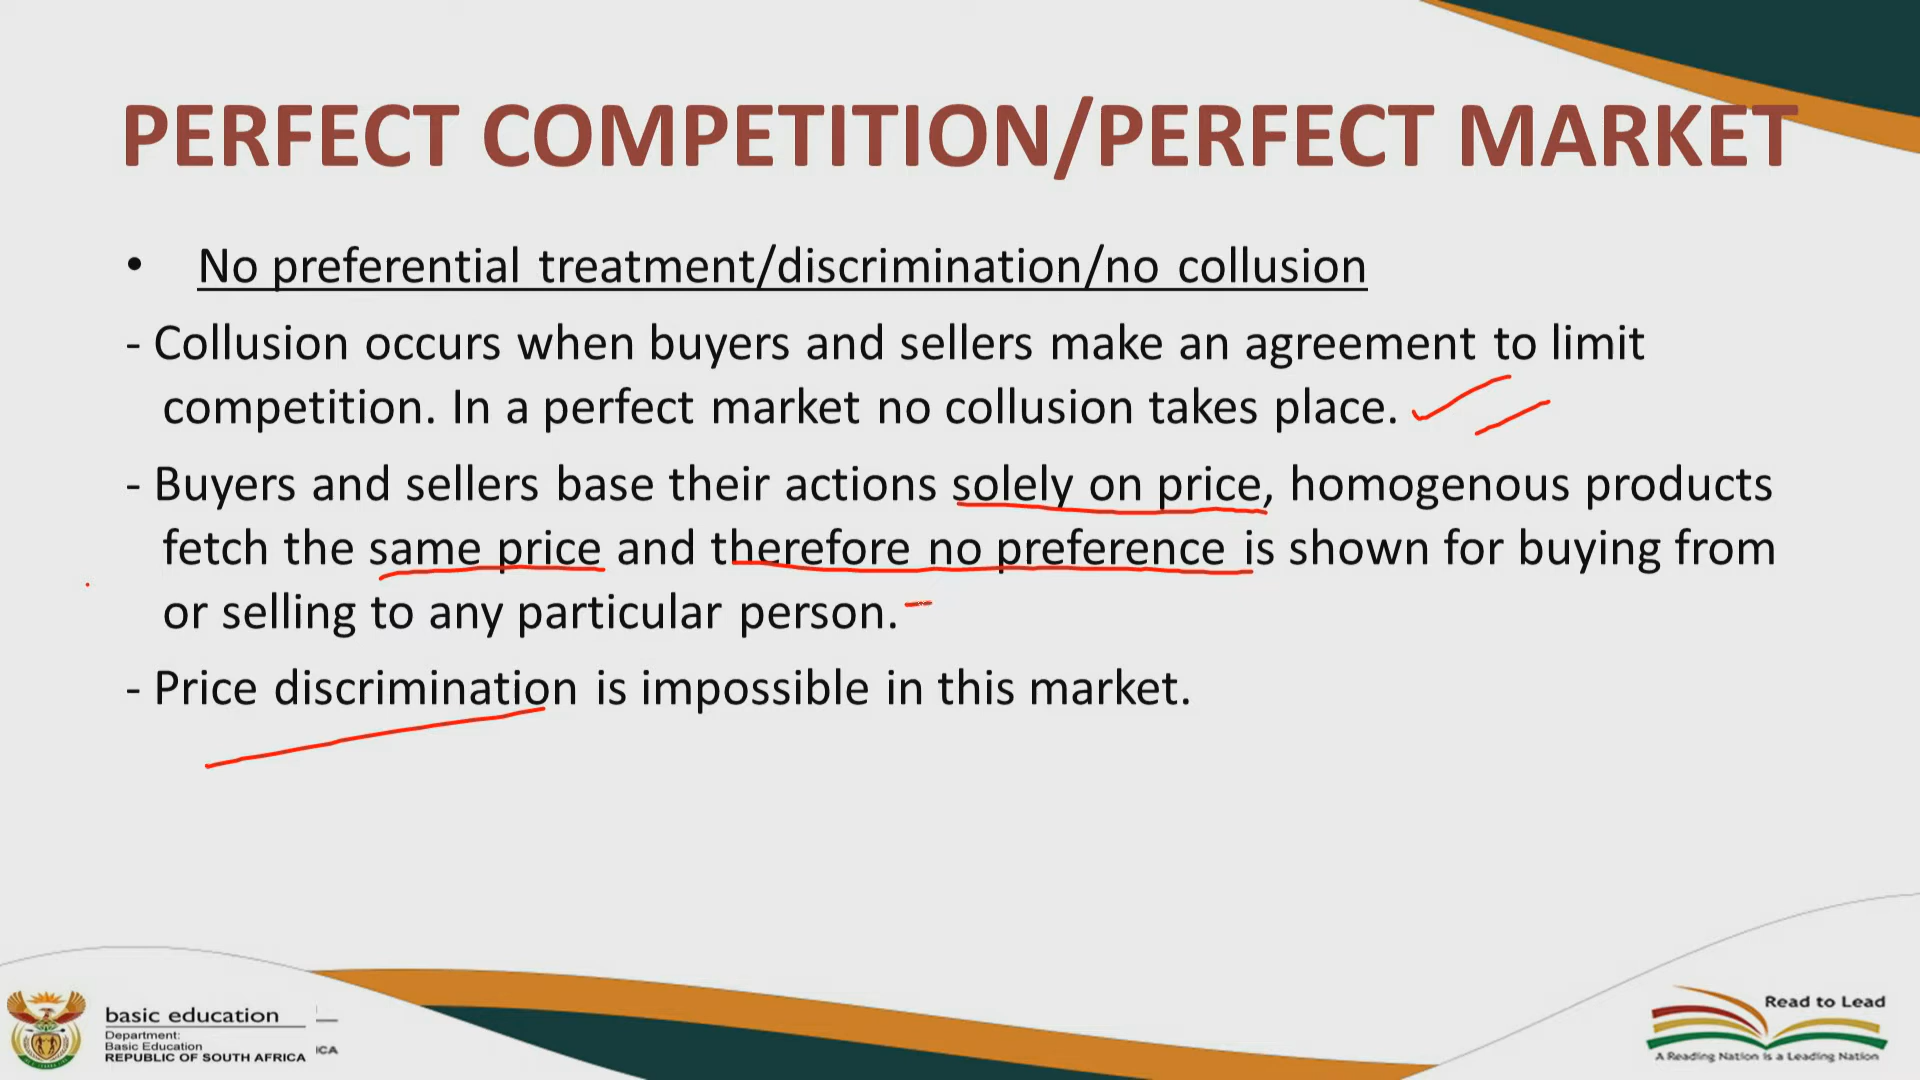 PERFECT COMPETITION/PERFECT MARKET
• No preferential treatment/discrimination/no collusion
- Collusion occurs when buyers and sellers make an agreement to limit
competition. In a perfect market no collusion takes place.
- Buyers and sellers base their actions solely on price, homogenous products
fetch the same price and therefore no preference is shown for buying from
or selling to any particular person.
- Price discrimination is impossible in this market.
basic education
Department:
Basic Education
REPUBLIC OF SOUTH AFRICA
ICA
Read to Lead
A Reading Nation is a Leading Nation